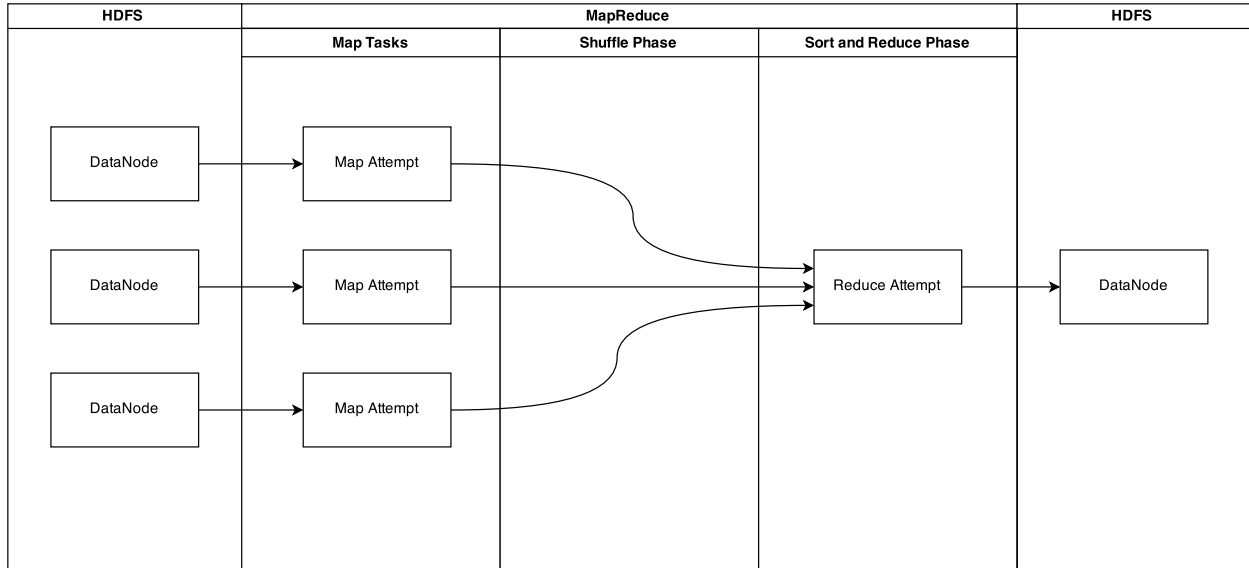 HDFS
MapReduce
HDFS
Map Tasks
Shuffle Phase
Sort and Reduce Phase
DataNode
Map Attempt
DataNode
Map Attempt
Reduce Attempt
DataNode
DataNode
Map Attempt